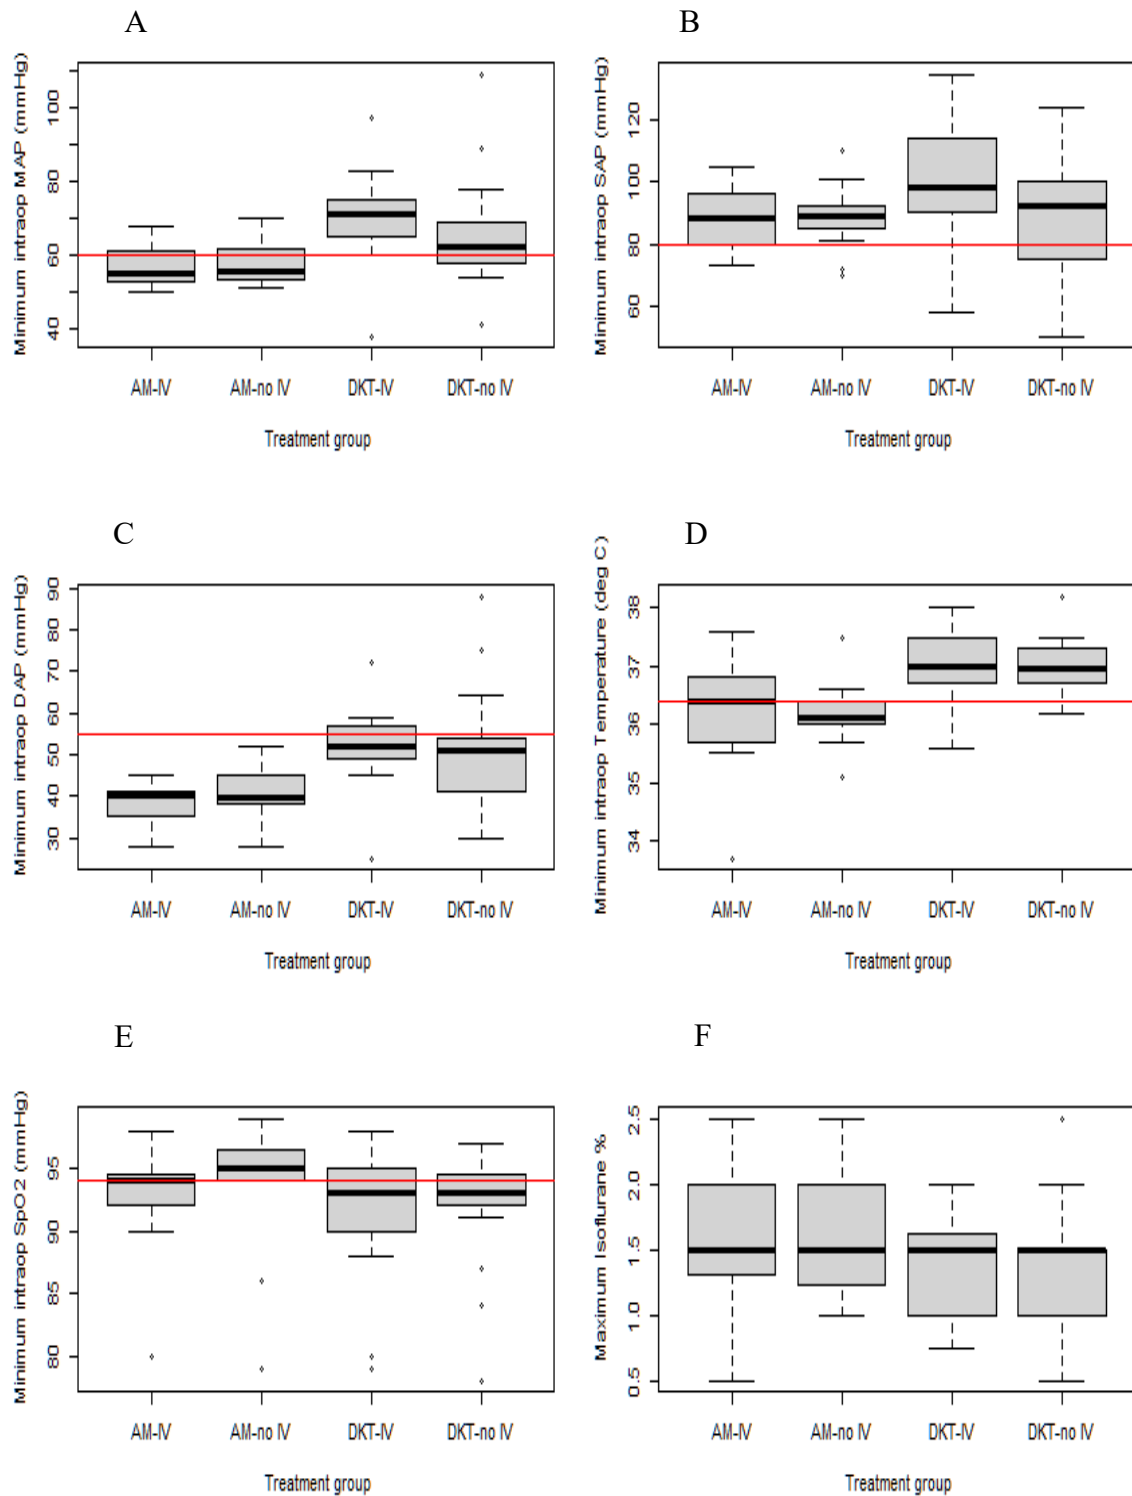 A
Minimum intraop MAP (mmHg)
100
80
60
40
AM-IV AM-no IV DKT-IV DKT-no IV
Treatment group
B
Minimum intraop SAP (mmHg)
120
100
80
60
AM-IV AM-no IV DKT-IV DKT-no IV
Treatment group
C
Minimum intraop DAP (mmHg)
90
80
70
60
50
40
30
AM-IV AM-no IV DKT-IV DKT-no IV
Treatment group
D
Minimum intraop Temperature (deg C)
38
37
36
35
34
AM-IV AM-no IV DKT-IV DKT-no IV
Treatment group
E
Minimum intraop SpO2 (mmHg)
95
90
85
80
AM-IV AM-no IV DKT-IV DKT-no IV
Treatment group
F
Maximum Isoflurane %
2.5
2.0
1.5
1.0
0.5
AM-IV AM-no IV DKT-IV DKT-no IV
Treatment group